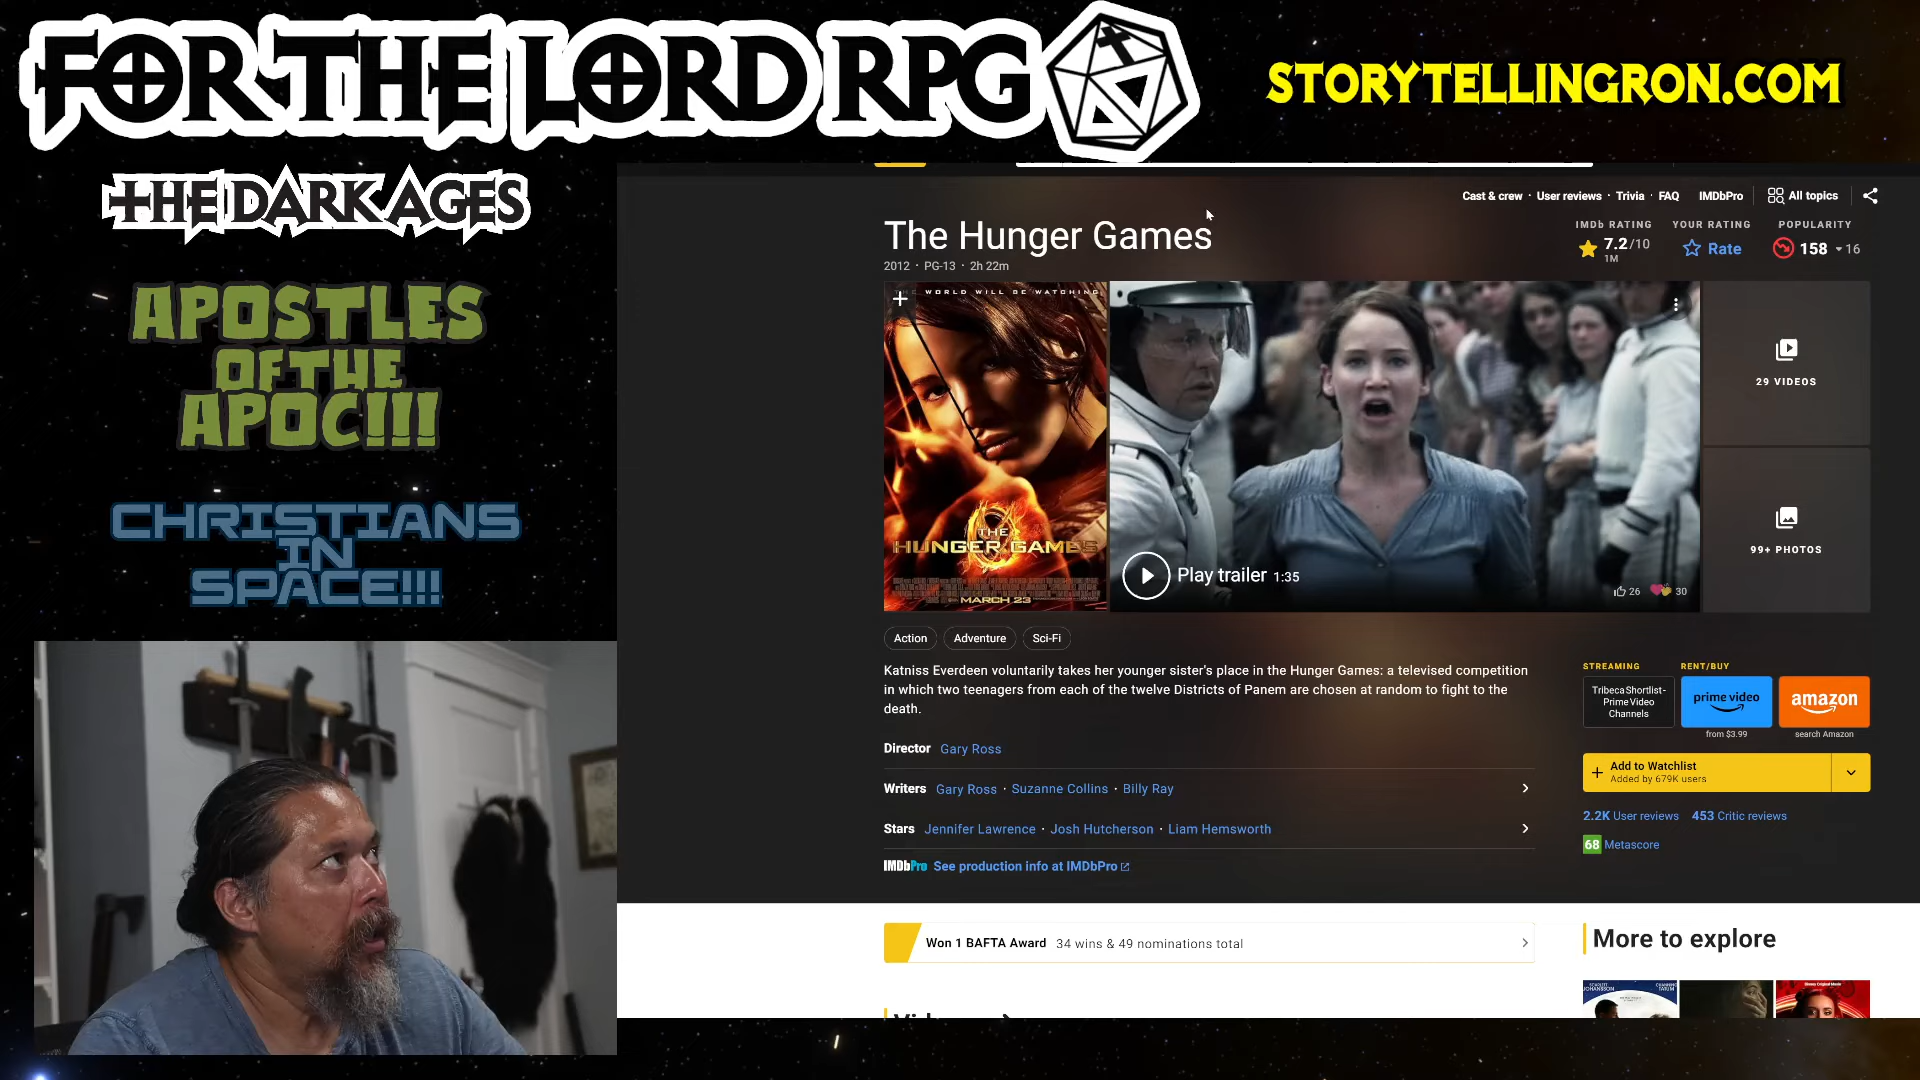 FOR THE LORD RPG
STORYTELLINGRON.COM
THE DARK AGES
APOSTLES
OF THE
APOC!!!
CHRISTIANS
IN
SPACE!!!
Cast & crew · User reviews · Trivia · FAQ IMDbPro All topics
The Hunger Games
2012 · PG-13 · 2h 22m
IMDb RATING YOUR RATING POPULARITY
7.2/10 Rate 158 16
1M
WORLD WILL BE WATCHING
THE
HUNGER GAMES
MARCH 23
Play trailer 1:35
26 30
29 VIDEOS
99+ PHOTOS
Action Adventure Sci-Fi
Katniss Everdeen voluntarily takes her younger sister's place in the Hunger Games: a televised competition
in which two teenagers from each of the twelve Districts of Panem are chosen at random to fight to the
death.
Director Gary Ross
Writers Gary Ross · Suzanne Collins · Billy Ray
Stars Jennifer Lawrence · Josh Hutcherson · Liam Hemsworth
IMDbPro See production info at IMDbPro
STREAMING RENT/BUY
Tribeca Shortlist-
Prime Video
Channels
prime video
from $3.99
amazon
search Amazon
+ Add to Watchlist
Added by 679K users
2.2K User reviews 453 Critic reviews
68 Metascore
Won 1 BAFTA Award 34 wins & 49 nominations total
More to explore
SCARLETT
JOHANSSON
CHANNING
TATUM